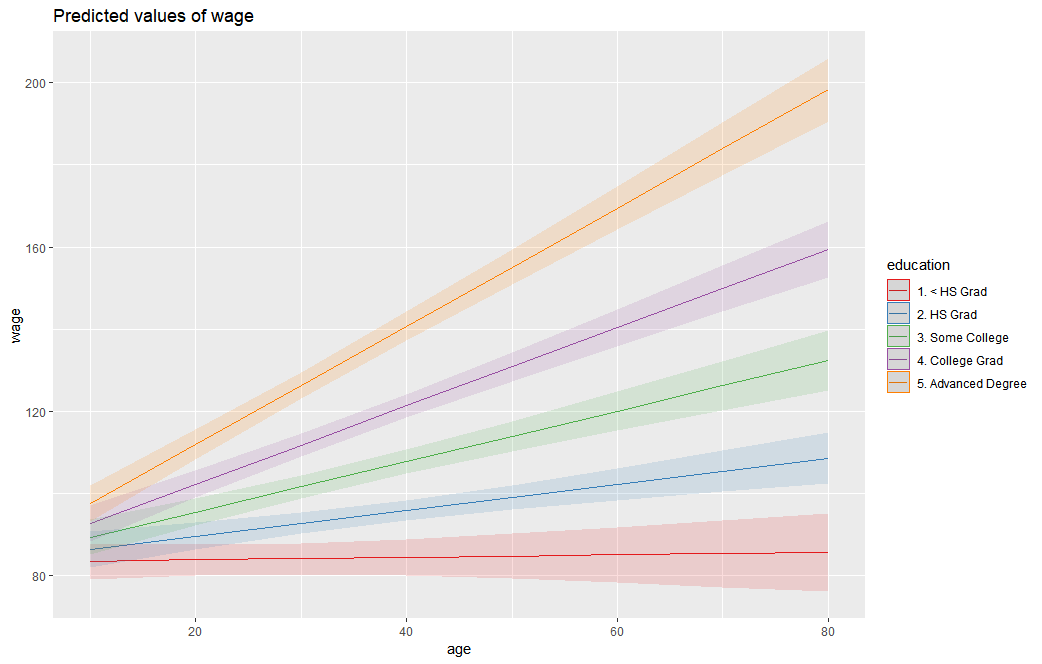 Predicted values of wage
200
160
120
80
wage
20
40
60
80
age
education
1. < HS Grad
2. HS Grad
3. Some College
4. College Grad
5. Advanced Degree